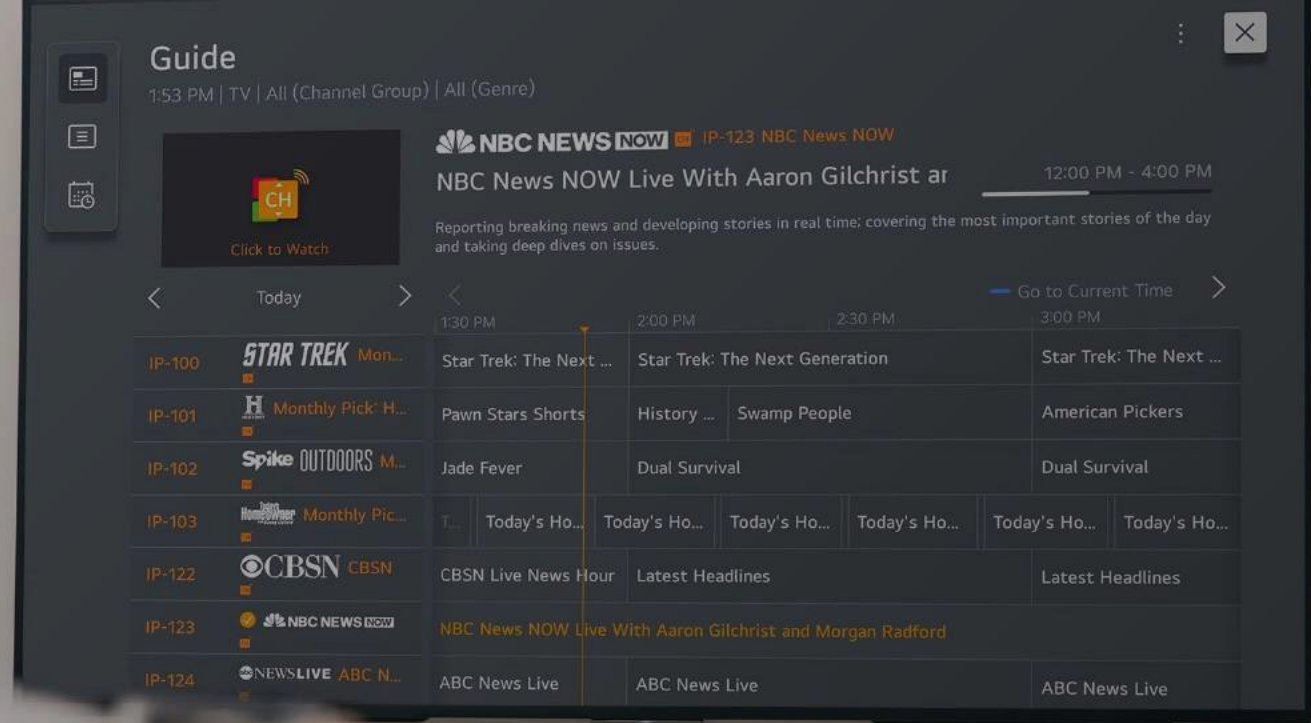 Guide
1:53 PM | TV | All (Channel Group) | All (Genre)
NBC NEWS NOW CH IP-123 NBC News NOW
NBC News NOW Live With Aaron Gilchrist ar
12:00 PM - 4:00 PM
CH
Click to Watch
Reporting breaking news and developing stories in real time; covering the most important stories of the day
and taking deep dives on issues.
Today
Go to Current Time
1:30 PM 2:00 PM 2:30 PM 3:00 PM
IP-100 STAR TREK Mon... Star Trek: The Next ... Star Trek: The Next Generation Star Trek: The Next ...
IP-101 H Monthly Pick: H... Pawn Stars Shorts History ... Swamp People American Pickers
IP-102 Spike OUTDOORS M... Jade Fever Dual Survival Dual Survival
IP-103 Today's Homeowner Monthly Pic... T... Today's Ho... Today's Ho... Today's Ho... Today's Ho... Today's Ho... Today's Ho...
IP-122 CBSN CBSN CBSN Live News Hour Latest Headlines Latest Headlines
IP-123 NBC NEWS NOW NBC News NOW Live With Aaron Gilchrist and Morgan Radford
IP-124 abc NEWSLIVE ABC N... ABC News Live ABC News Live ABC News Live